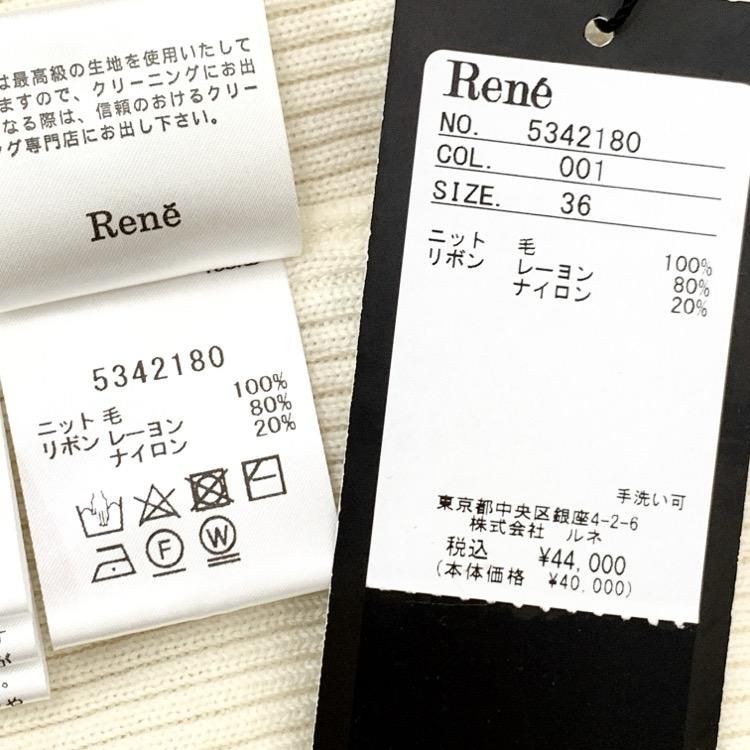 は最高級の生地を使用いたして
ますので、クリーニングにお出
なる際は、信頼のおけるクリー
グ専門店にお出し下さい。
René
5342180
ニット 毛 100%
リボン レーヨン 80%
ナイロン 20%
F
W
René
NO. 5342180
COL. 001
SIZE. 36
ニット 毛 100%
リボン レーヨン 80%
ナイロン 20%
手洗い可
東京都中央区銀座4-2-6
株式会社 ルネ
税込 ¥44,000
(本体価格 ¥40,000)